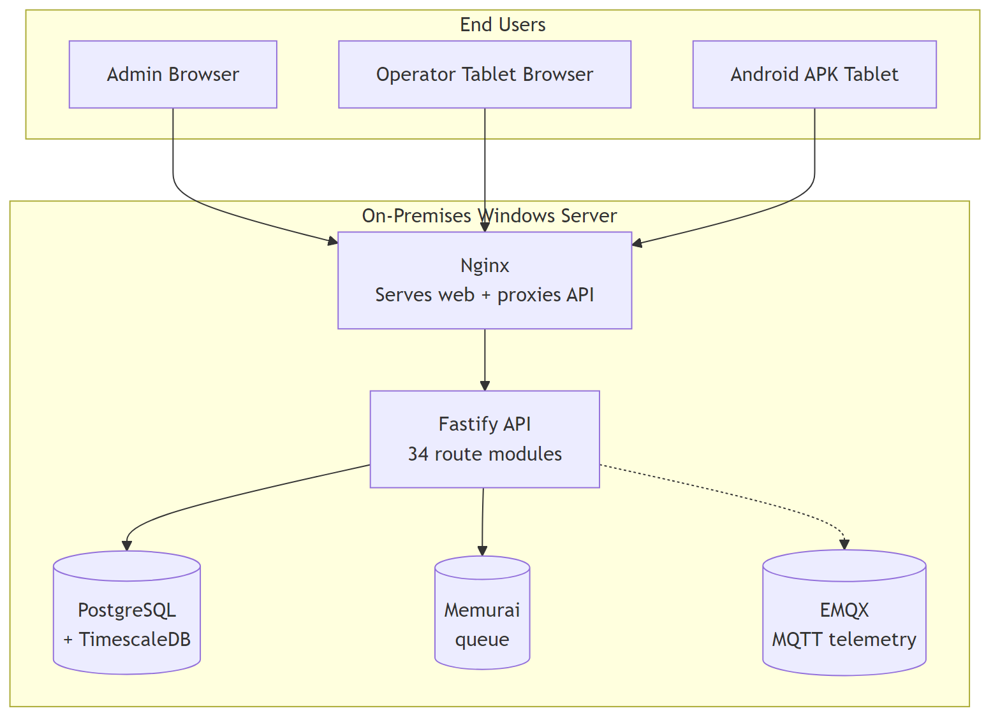 End Users
Admin Browser
Operator Tablet Browser
Android APK Tablet
On-Premises Windows Server
Nginx
Serves web + proxies API
Fastify API
34 route modules
PostgreSQL
+ TimescaleDB
Memurai
queue
EMQX
MQTT telemetry